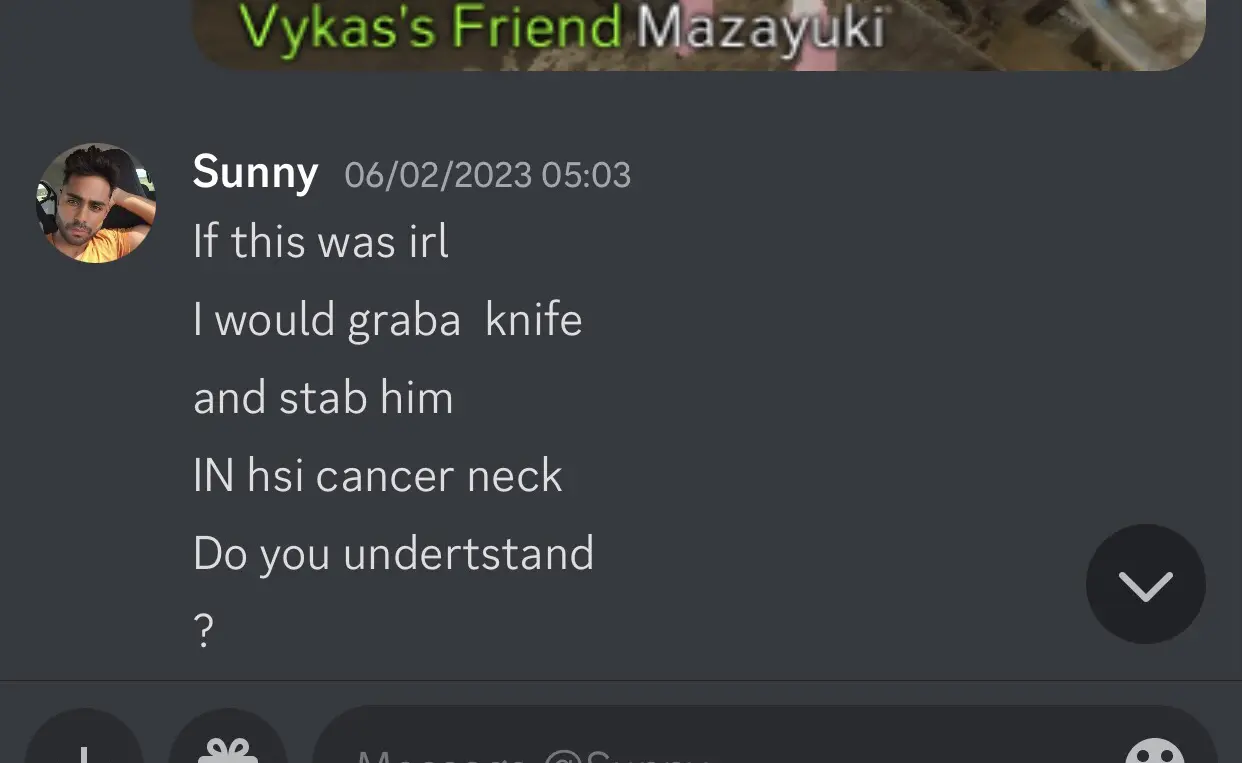 Vykas's Friend Mazayuki
Sunny 06/02/2023 05:03
If this was irl
I would graba  knife
and stab him
IN hsi cancer neck
Do you undertstand
?